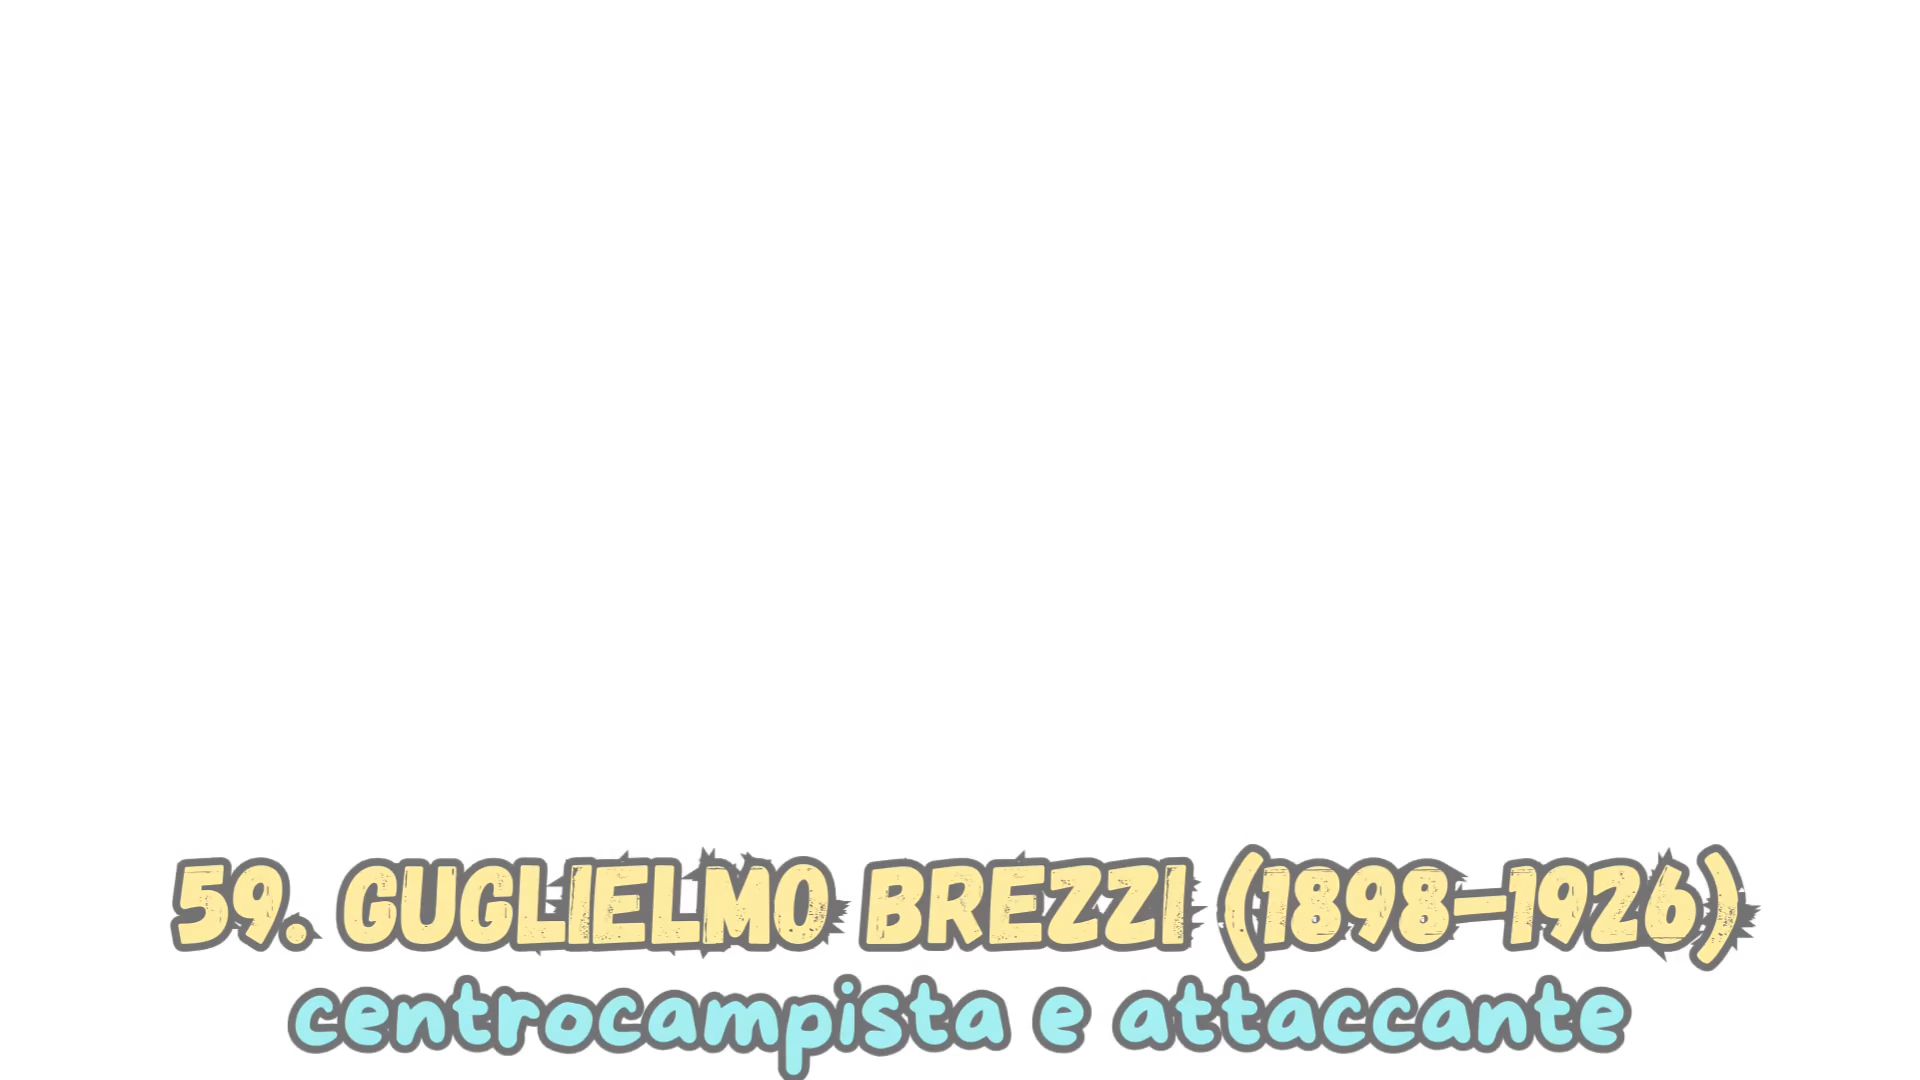 59. GUGLIELMO BREZZI (1898–1926)
centrocampista e attaccante